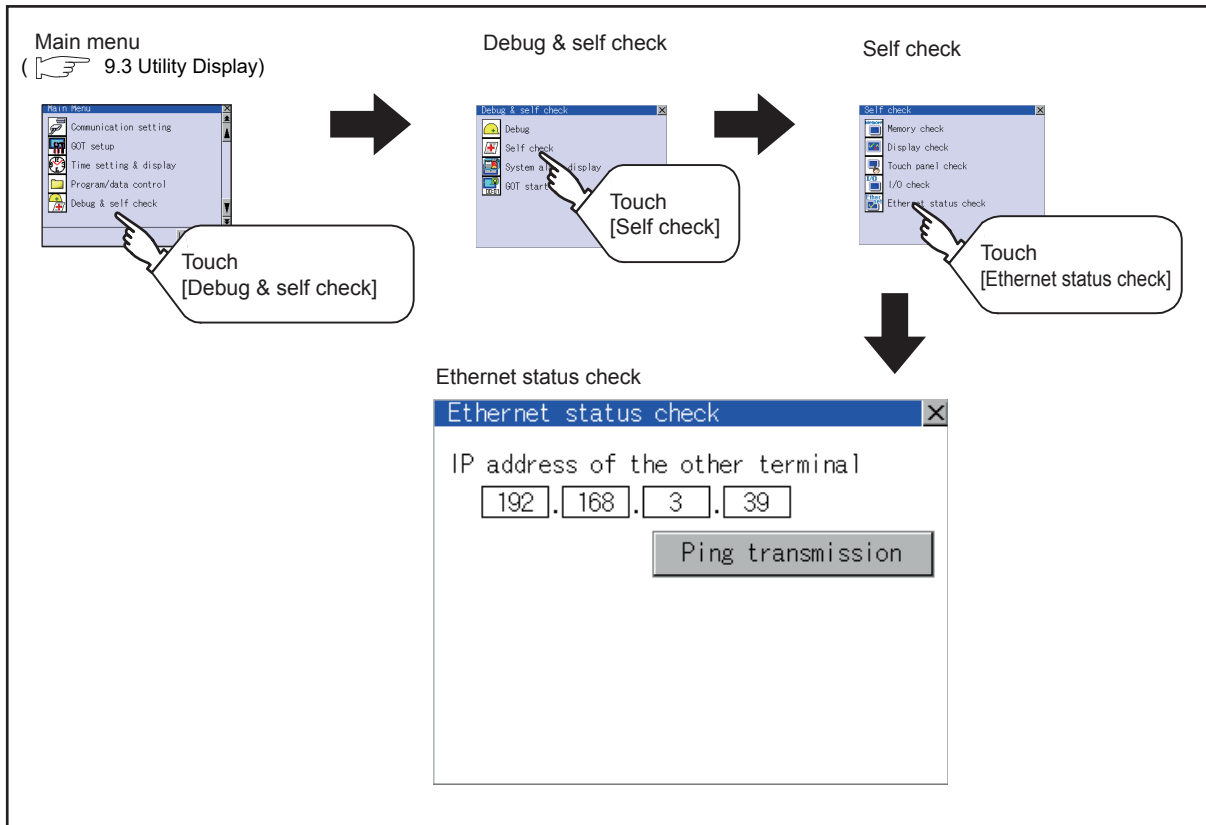 Main menu
( 9.3 Utility Display)
Main Menu
Communication setting
GOT setup
Time setting & display
Program/data control
Debug & self check
Touch
[Debug & self check]
Debug & self check
Debug & self check
Debug
Self check
System display
GOT start
Touch
[Self check]
Self check
Self check
Memory check
Display check
Touch panel check
I/O check
Ethernet status check
Touch
[Ethernet status check]
Ethernet status check
Ethernet status check
IP address of the other terminal
192 . 168 . 3 . 39
Ping transmission